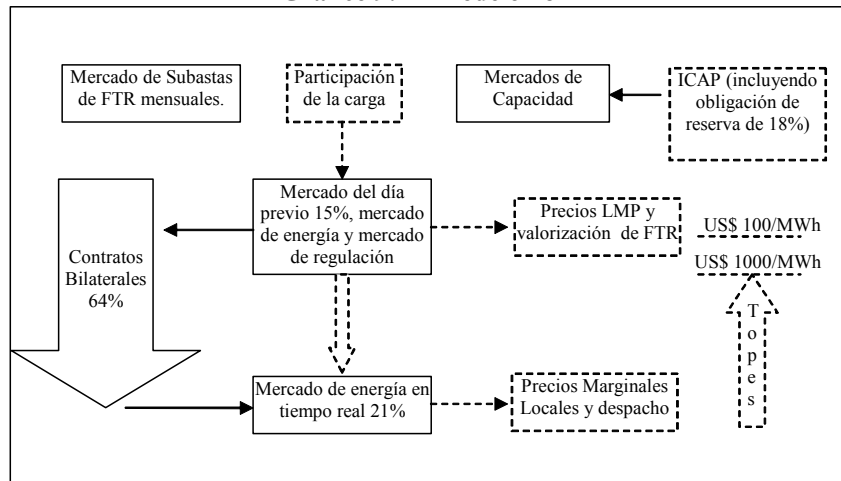 Mercado de Subastas
de FTR mensuales.
Participación
de la carga
Mercados de
Capacidad
ICAP (incluyendo
obligación de
reserva de 18%)
Mercado del día
previo 15%, mercado
de energía y mercado
de regulación
Precios LMP y
valorización de FTR
US$ 100/MWh
US$ 1000/MWh
Contratos
Bilaterales
64%
Topes
Mercado de energía en
tiempo real 21%
Precios Marginales
Locales y despacho